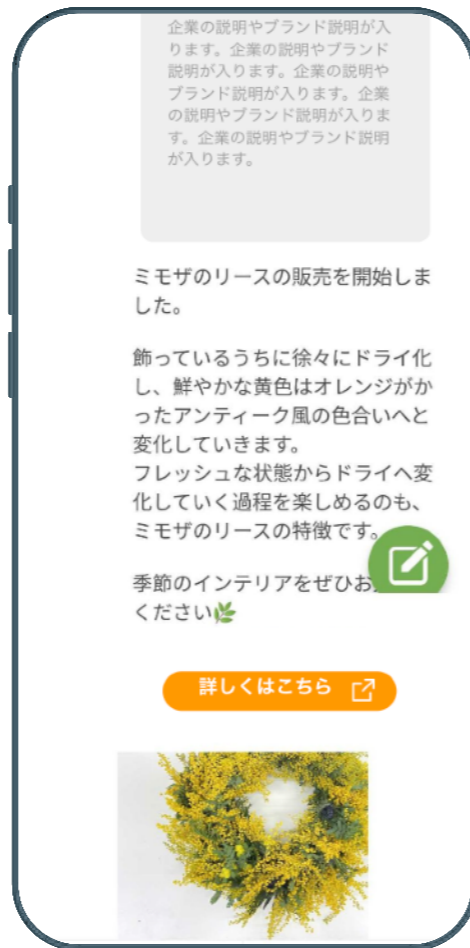 企業の説明やブランド説明が入
ります。企業の説明やブランド
説明が入ります。企業の説明や
ブランド説明が入ります。企業
の説明やブランド説明が入りま
す。企業の説明やブランド説明
が入ります。
ミモザのリースの販売を開始しま
した。
飾っているうちに徐々にドライ化
し、鮮やかな黄色はオレンジがか
ったアンティーク風の色合いへと
変化していきます。
フレッシュな状態からドライへ変
化していく過程を楽しめるのも、
ミモザのリースの特徴です。
季節のインテリアをぜひお
ください🌿
詳しくはこちら